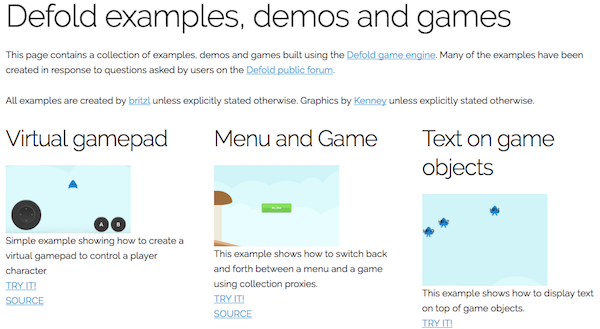 Defold examples, demos and games
This page contains a collection of examples, demos and games built using the Defold game engine. Many of the examples have been
created in response to questions asked by users on the Defold public forum.
All examples are created by britzl unless explicitly stated otherwise. Graphics by Kenney unless explicitly stated otherwise.
Virtual gamepad
A B
Simple example showing how to create a
virtual gamepad to control a player
character
TRY IT!
SOURCE
Menu and Game
PLAY!
This example shows how to switch back
and forth between a menu and a game
using collection proxies.
TRY IT!
SOURCE
Text on game
objects
This example shows how to display text
on top of game objects.
TRY IT!